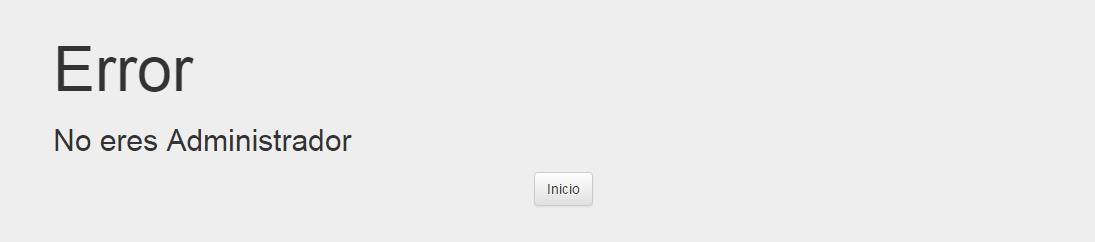 Error
No eres Administrador
Inicio